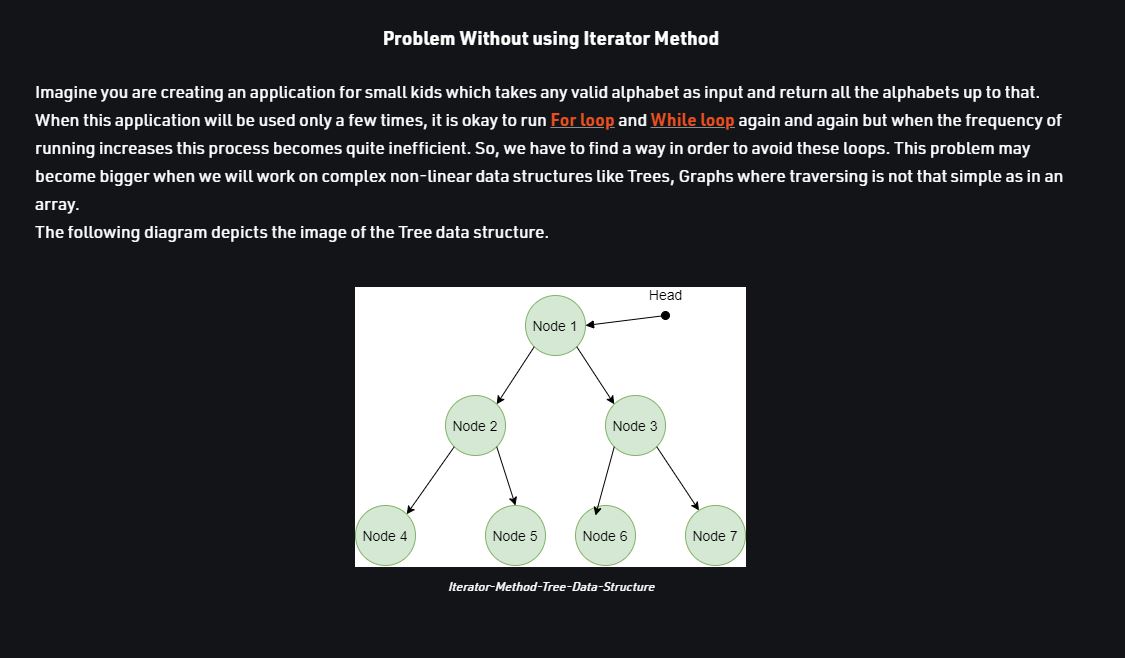 Problem Without using Iterator Method
Imagine you are creating an application for small kids which takes any valid alphabet as input and return all the alphabets up to that.
When this application will be used only a few times, it is okay to run For loop and While loop again and again but when the frequency of
running increases this process becomes quite inefficient. So, we have to find a way in order to avoid these loops. This problem may
become bigger when we will work on complex non-linear data structures like Trees, Graphs where traversing is not that simple as in an
array.
The following diagram depicts the image of the Tree data structure.
Head
Node 1
Node 2
Node 3
Node 4
Node 5
Node 6
Node 7
Iterator-Method-Tree-Data-Structure